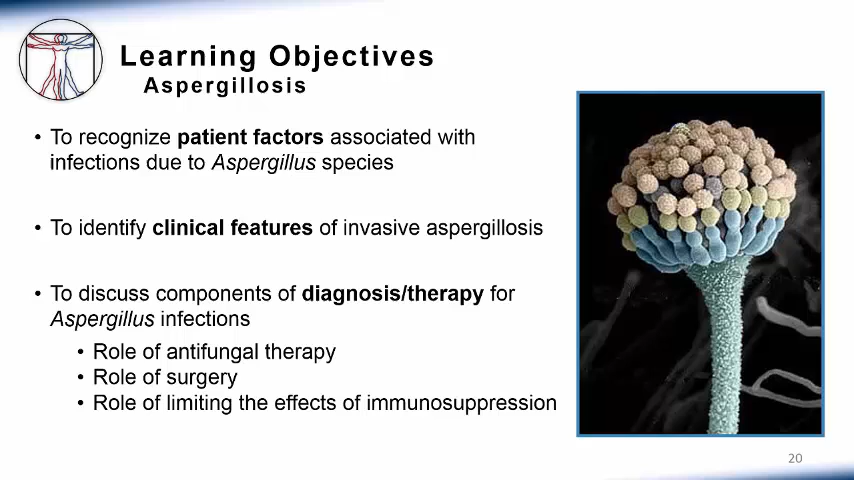 Learning Objectives
Aspergillosis
• To recognize patient factors associated with
infections due to Aspergillus species
• To identify clinical features of invasive aspergillosis
• To discuss components of diagnosis/therapy for
Aspergillus infections
• Role of antifungal therapy
• Role of surgery
• Role of limiting the effects of immunosuppression
20